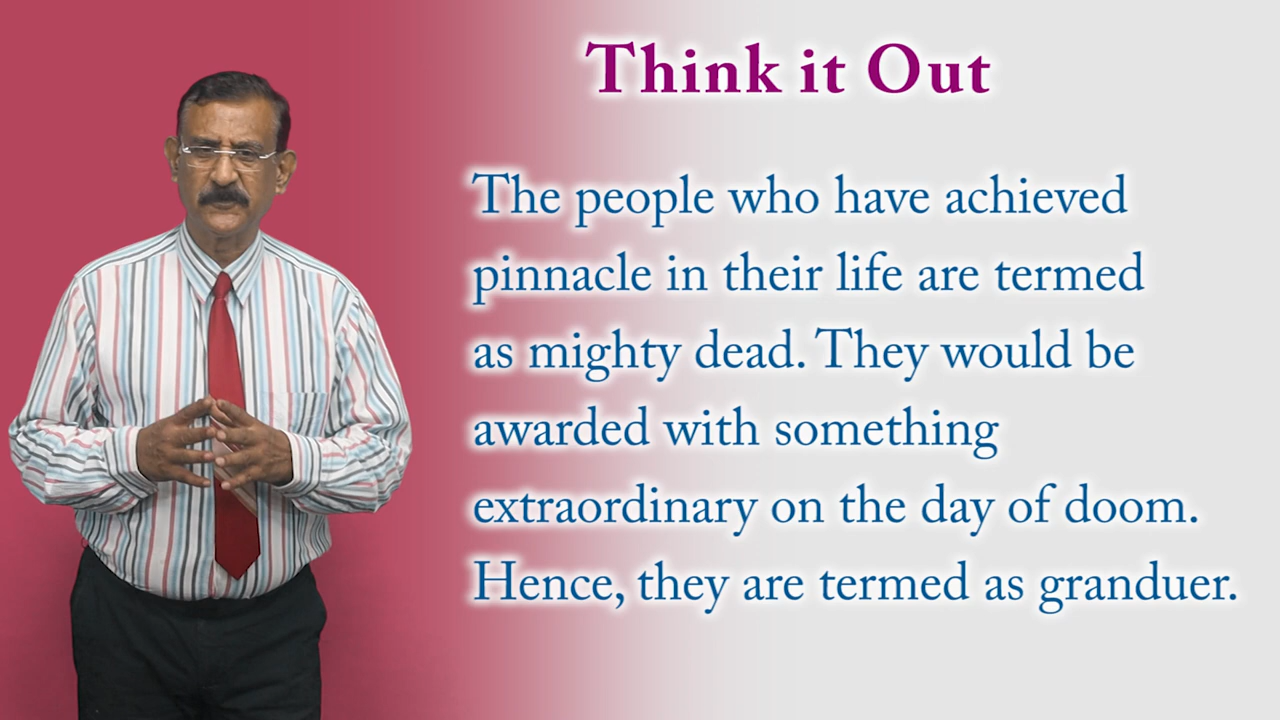 Think it Out
The people who have achieved
pinnacle in their life are termed
as mighty dead. They would be
awarded with something
extraordinary on the day of doom.
Hence, they are termed as granduer.